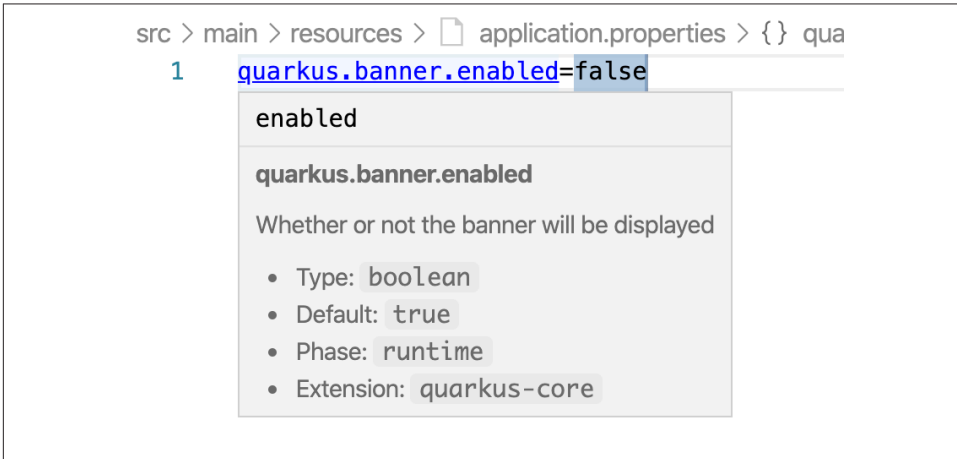 src > main > resources > application.properties > {} qua
1 quarkus.banner.enabled=false
enabled
quarkus.banner.enabled
Whether or not the banner will be displayed
• Type: boolean
• Default: true
• Phase: runtime
• Extension: quarkus-core